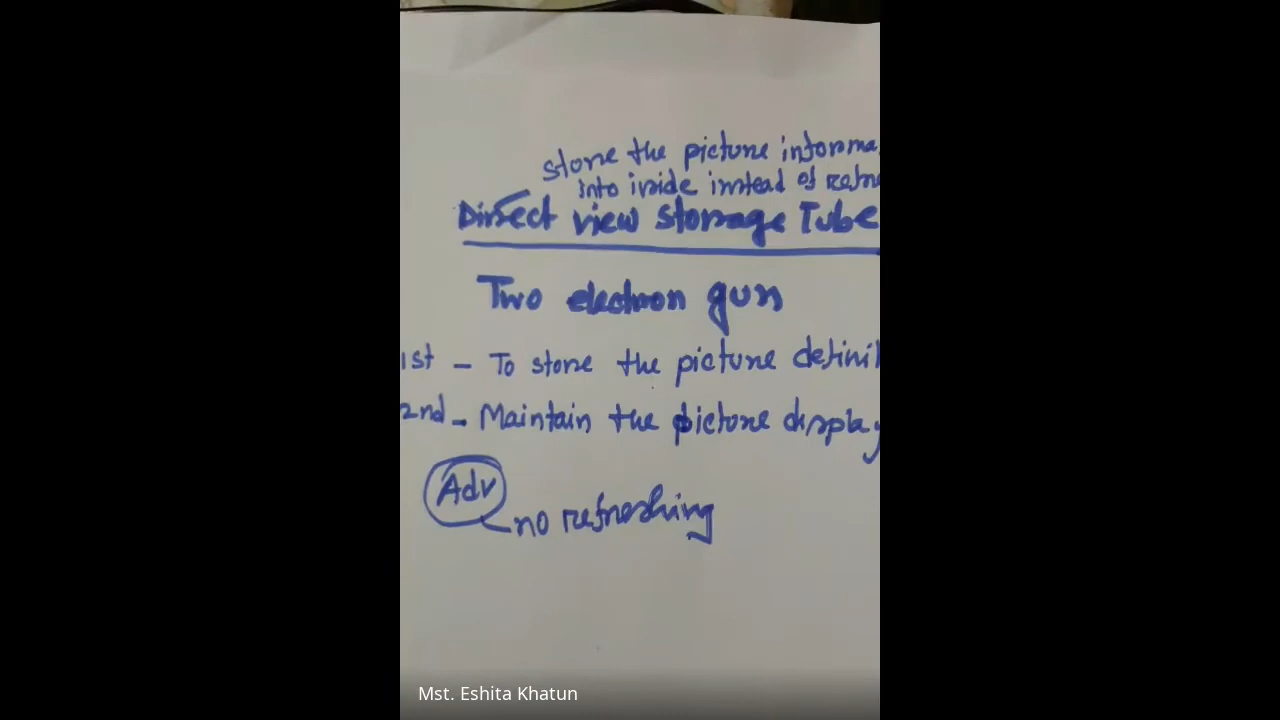 store the picture informa
into inside instead of refre
Direct view storage Tube
Two electron gun
1st - To store the picture definit
2nd - Maintain the picture display
Adv
no refreshing
Mst. Eshita Khatun